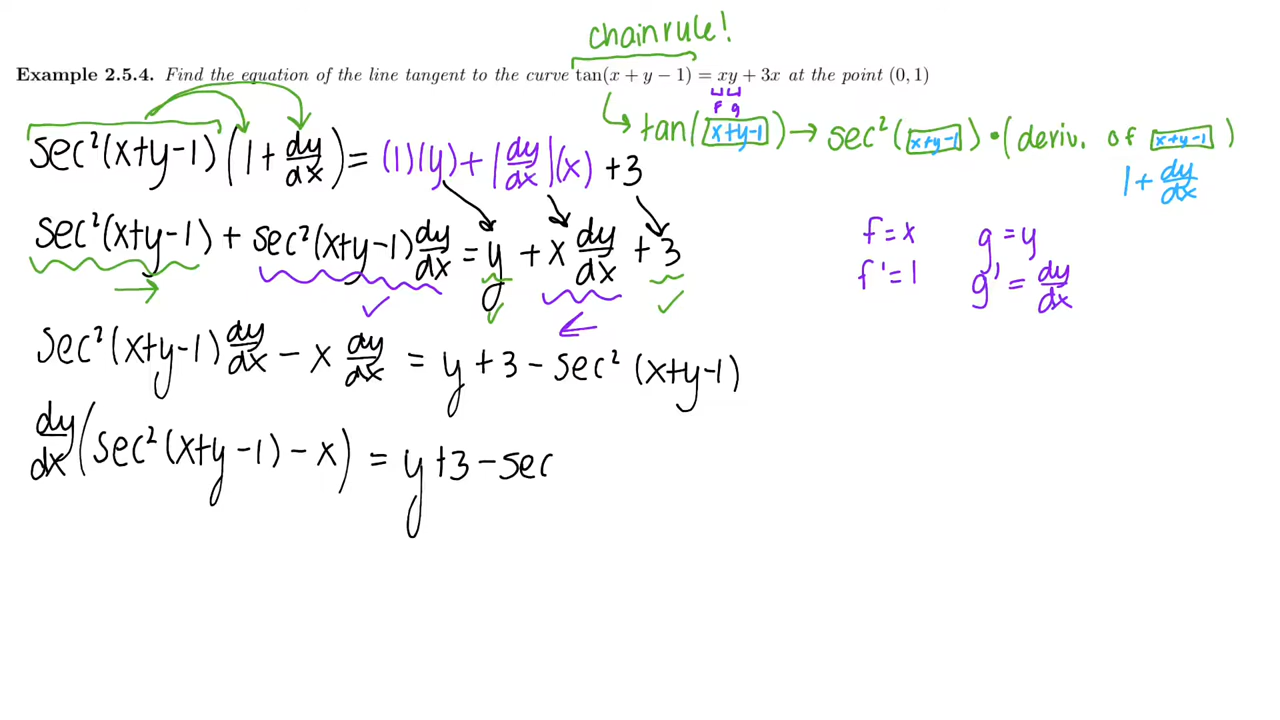 chain rule!
Example 2.5.4. Find the equation of the line tangent to the curve tan(x + y − 1) = xy + 3x at the point (0, 1)
f g
tan(x+y-1) → sec²(x+y-1) • (deriv. of x+y-1)
1 + dy/dx
sec²(x+y-1) (1 + dy/dx) = (1)(y) + (dy/dx)(x) + 3
f = x g = y
f' = 1 g' = dy/dx
sec²(x+y-1) + sec²(x+y-1) dy/dx = y + x dy/dx + 3
sec²(x+y-1) dy/dx - x dy/dx = y + 3 - sec² (x+y-1)
dy/dx (sec² (x+y-1) - x) = y + 3 - sec